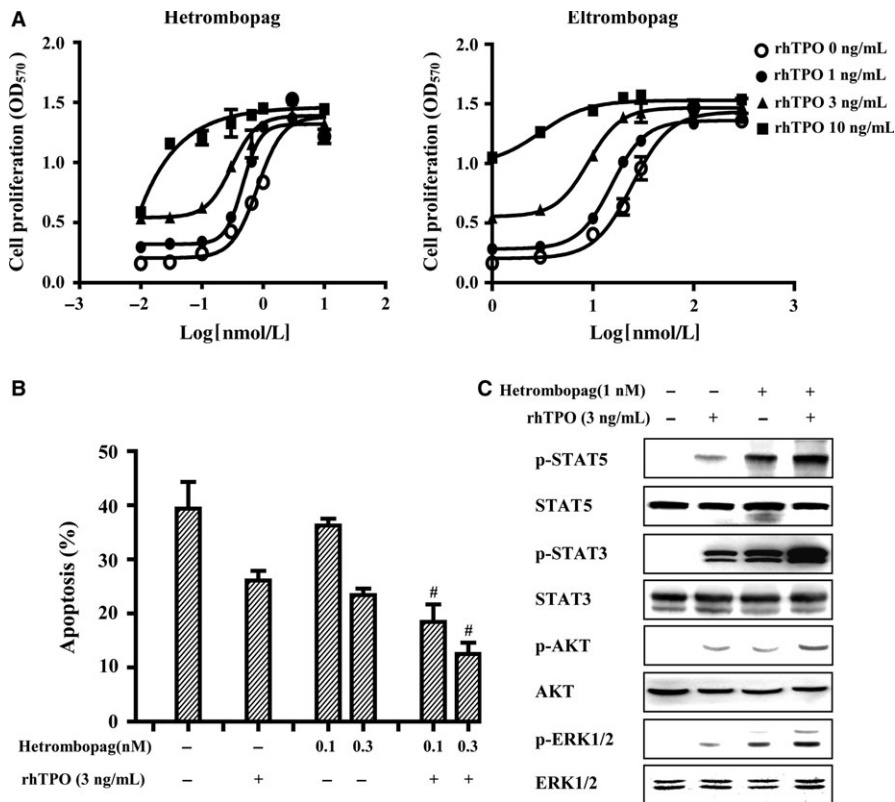 A
Hetrombopag
Eltrombopag
Cell proliferation (OD570)
2.0
1.5
1.0
0.5
0.0
−3 −2 −1 0 1 2
Log[nmol/L]
Cell proliferation (OD570)
2.0
1.5
1.0
0.5
0.0
0 1 2 3
Log[nmol/L]
rhTPO 0 ng/mL
rhTPO 1 ng/mL
rhTPO 3 ng/mL
rhTPO 10 ng/mL
B
Apoptosis (%)
50
40
30
20
10
0
# #
Hetrombopag(nM) – – 0.1 0.3 0.1 0.3
rhTPO (3 ng/mL) – + – – + +
C
Hetrombopag(1 nM) – – + +
rhTPO (3 ng/mL) – + – +
p-STAT5
STAT5
p-STAT3
STAT3
p-AKT
AKT
p-ERK1/2
ERK1/2